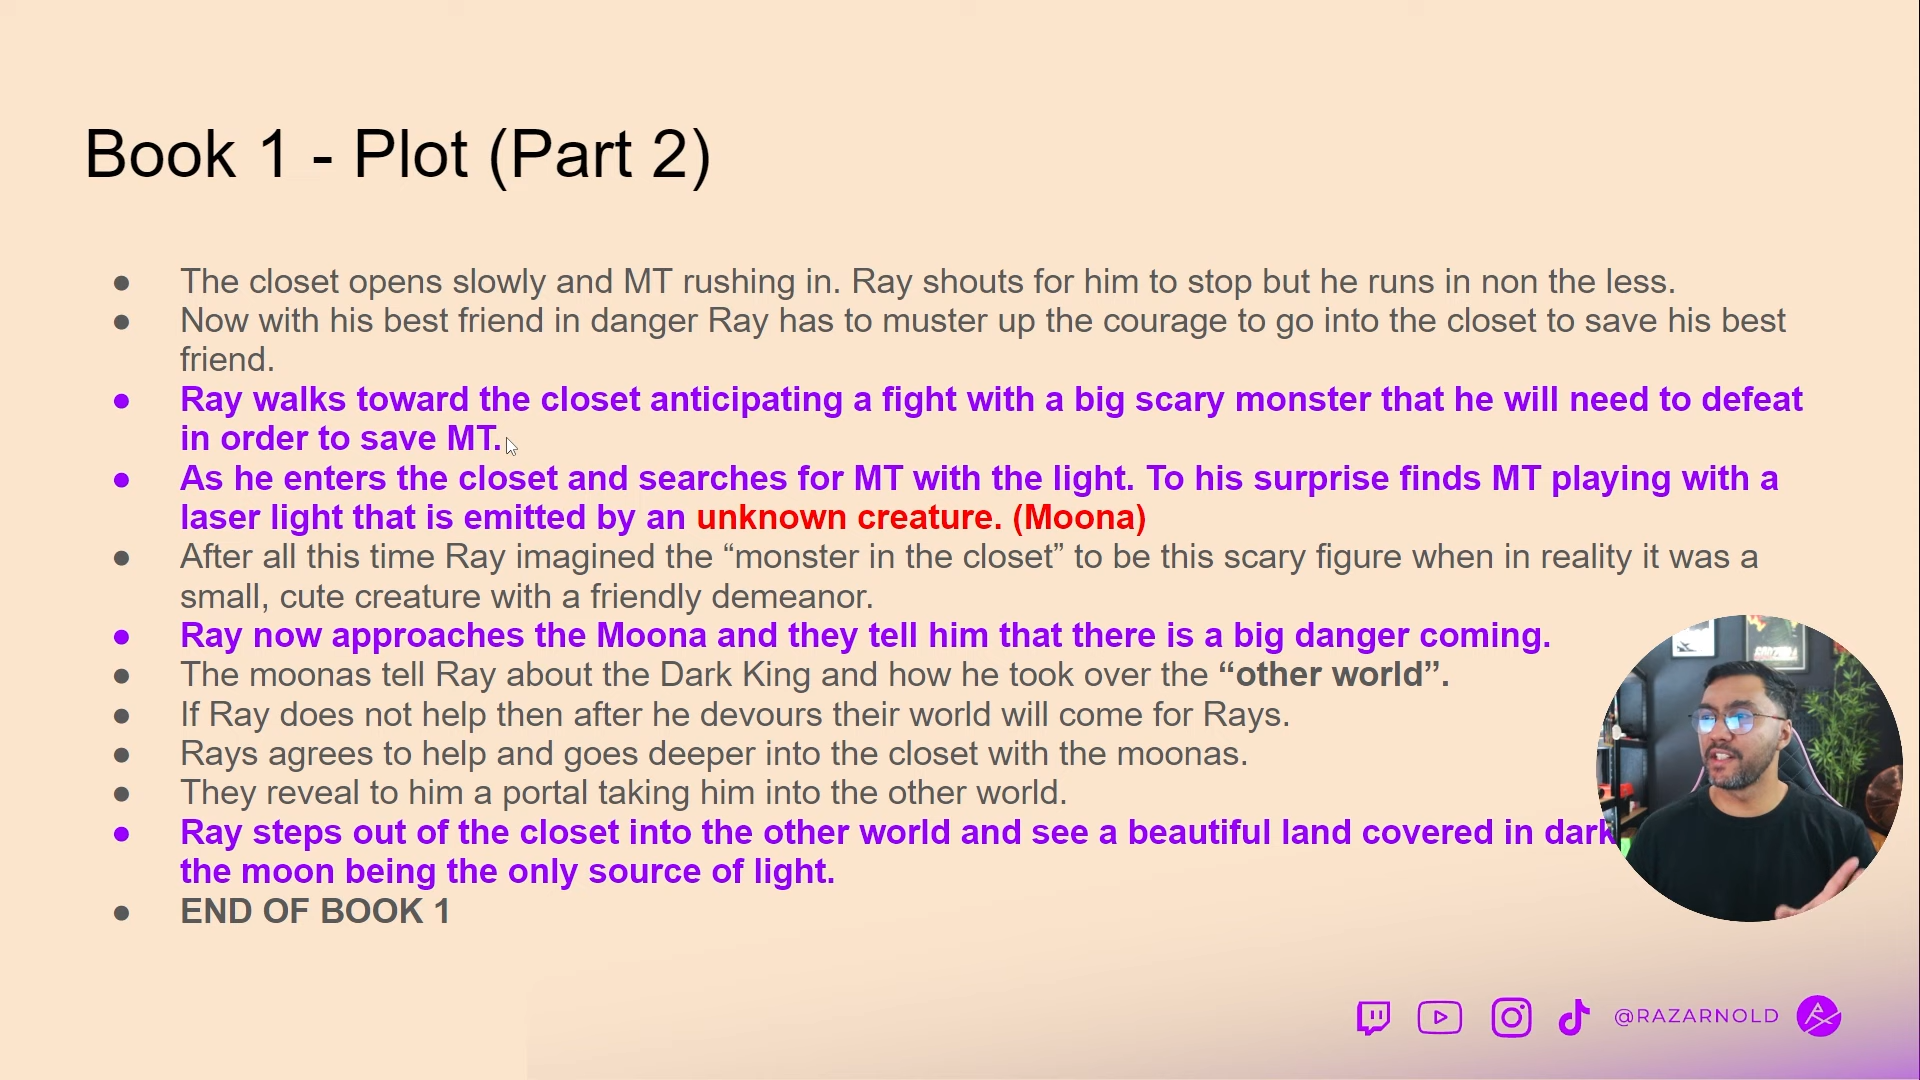 Book 1 - Plot (Part 2)
● The closet opens slowly and MT rushing in. Ray shouts for him to stop but he runs in non the less.
● Now with his best friend in danger Ray has to muster up the courage to go into the closet to save his best
friend.
● Ray walks toward the closet anticipating a fight with a big scary monster that he will need to defeat
in order to save MT.
● As he enters the closet and searches for MT with the light. To his surprise finds MT playing with a
laser light that is emitted by an unknown creature. (Moona)
● After all this time Ray imagined the “monster in the closet” to be this scary figure when in reality it was a
small, cute creature with a friendly demeanor.
● Ray now approaches the Moona and they tell him that there is a big danger coming.
● The moonas tell Ray about the Dark King and how he took over the “other world”.
● If Ray does not help then after he devours their world will come for Rays.
● Rays agrees to help and goes deeper into the closet with the moonas.
● They reveal to him a portal taking him into the other world.
● Ray steps out of the closet into the other world and see a beautiful land covered in dark
the moon being the only source of light.
● END OF BOOK 1
@RAZARNOLD